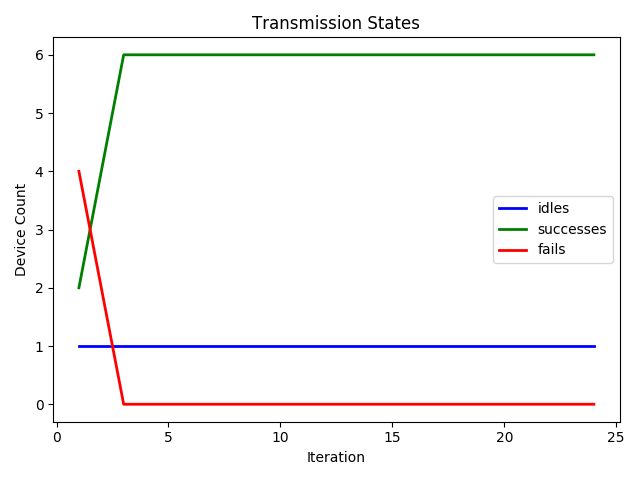 Transmission States
Device Count
6
5
4
3
2
1
0
idles
successes
fails
0 5 10 15 20 25
Iteration